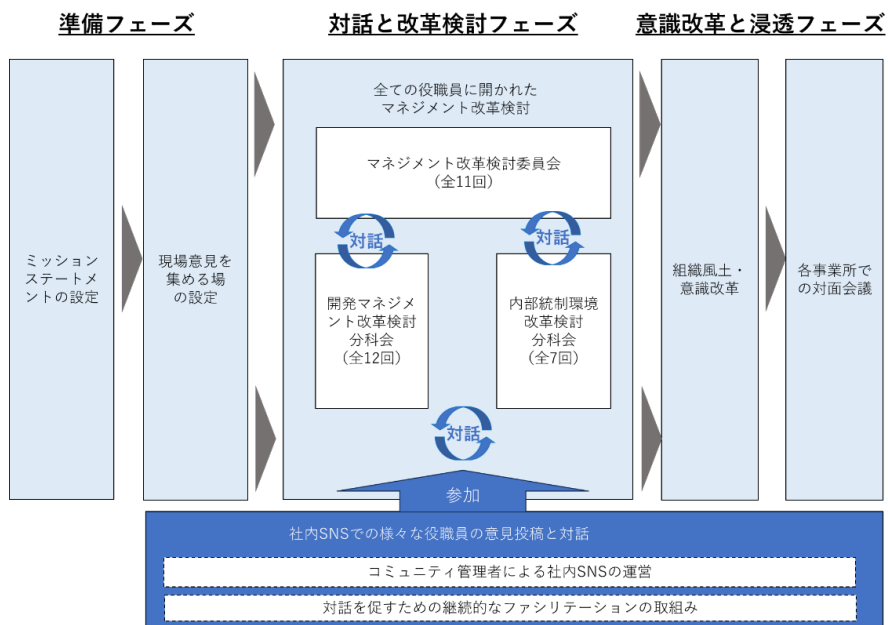 準備フェーズ
対話と改革検討フェーズ
意識改革と浸透フェーズ
ミッション
ステートメ
ントの設定
現場意見を
集める場
の設定
全ての役職員に開かれた
マネジメント改革検討
マネジメント改革検討委員会
(全11回)
対話
対話
開発マネジメ
ント改革検討
分科会
(全12回)
内部統制環境
改革検討
分科会
(全7回)
対話
組織風土・
意識改革
各事業所で
の対面会議
参加
社内SNSでの様々な役職員の意見投稿と対話
コミュニティ管理者による社内SNSの運営
対話を促すための継続的なファシリテーションの取組み